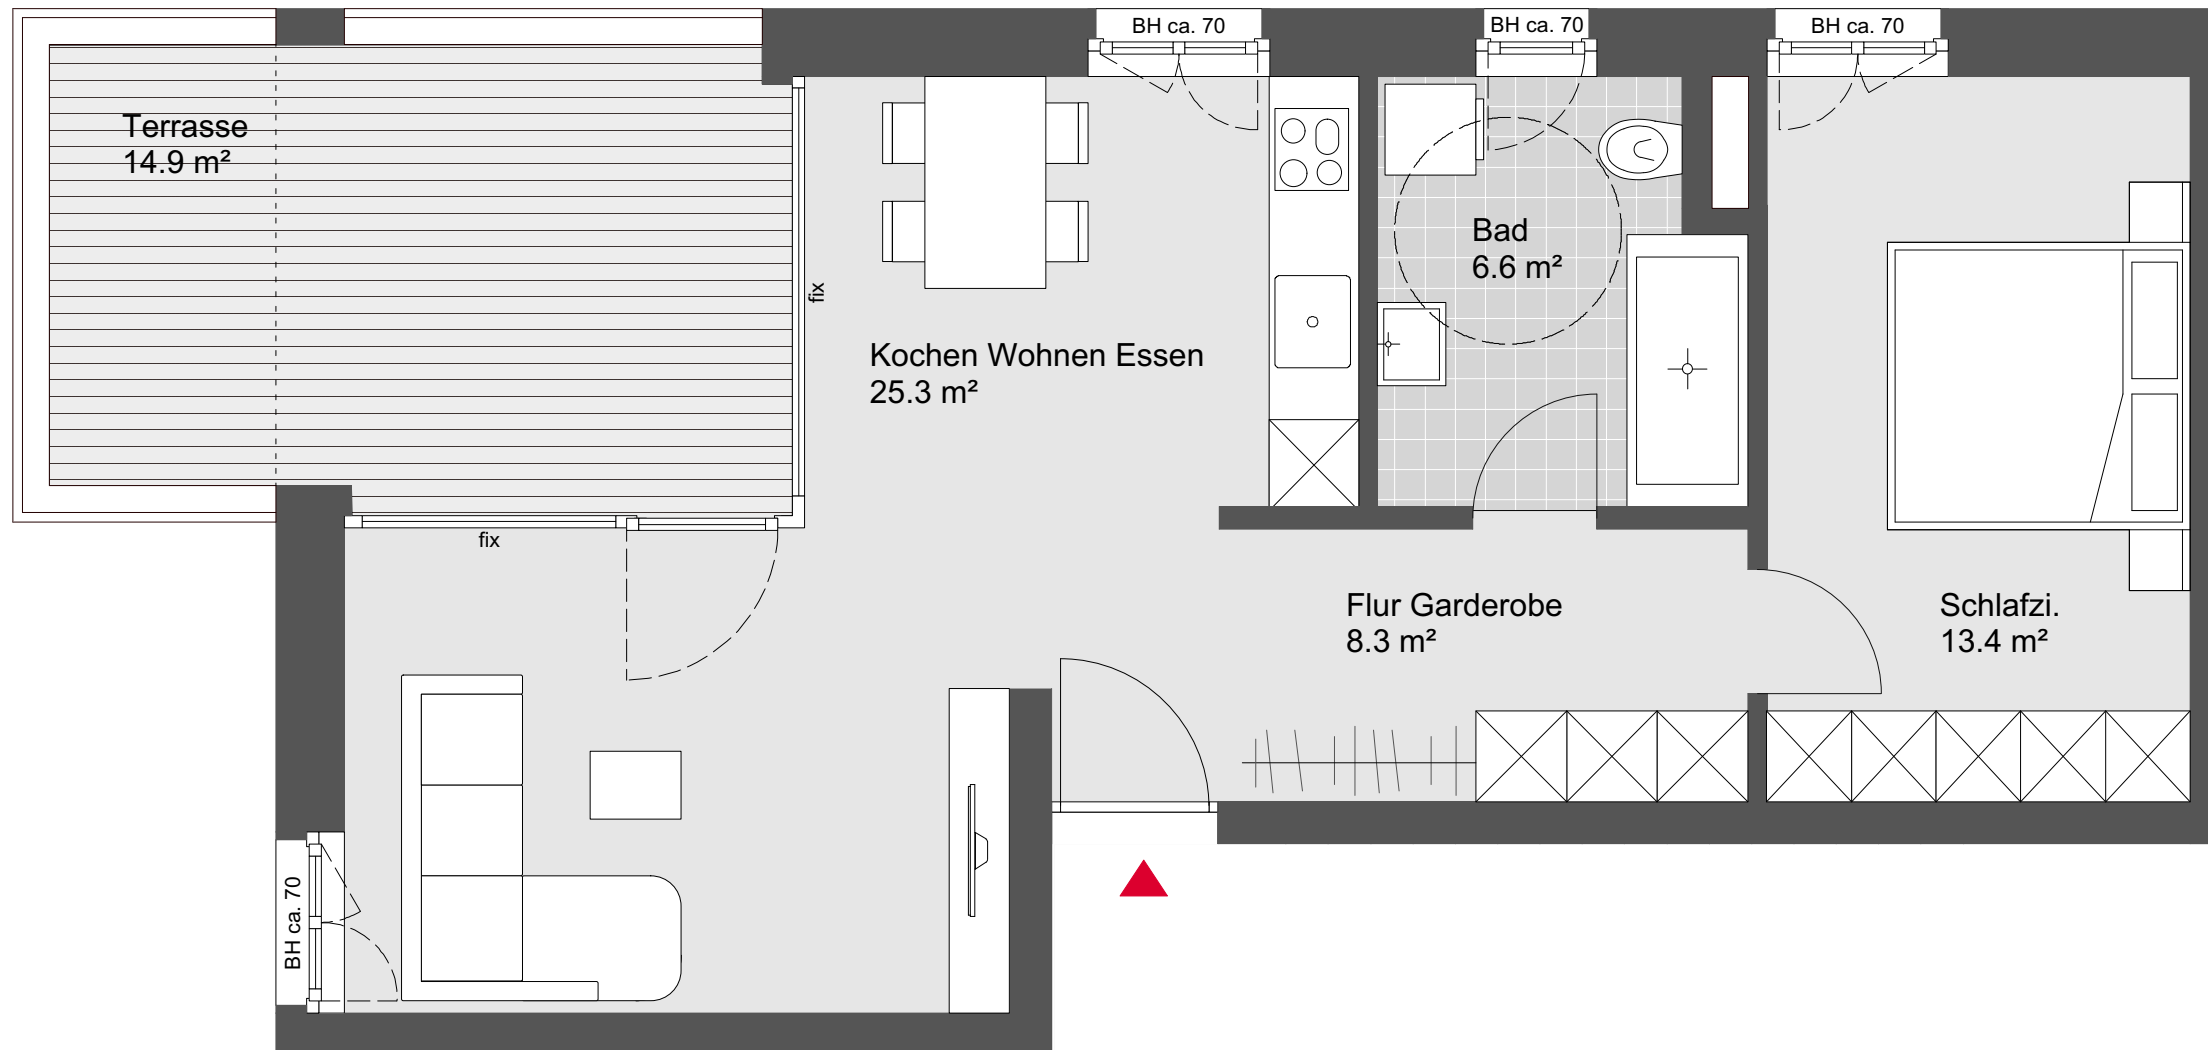 BH ca. 70
BH ca. 70
BH ca. 70
Terrasse
14.9 m²
Bad
6.6 m²
fix
Kochen Wohnen Essen
25.3 m²
fix
Flur Garderobe
8.3 m²
Schlafzi.
13.4 m²
BH ca. 70